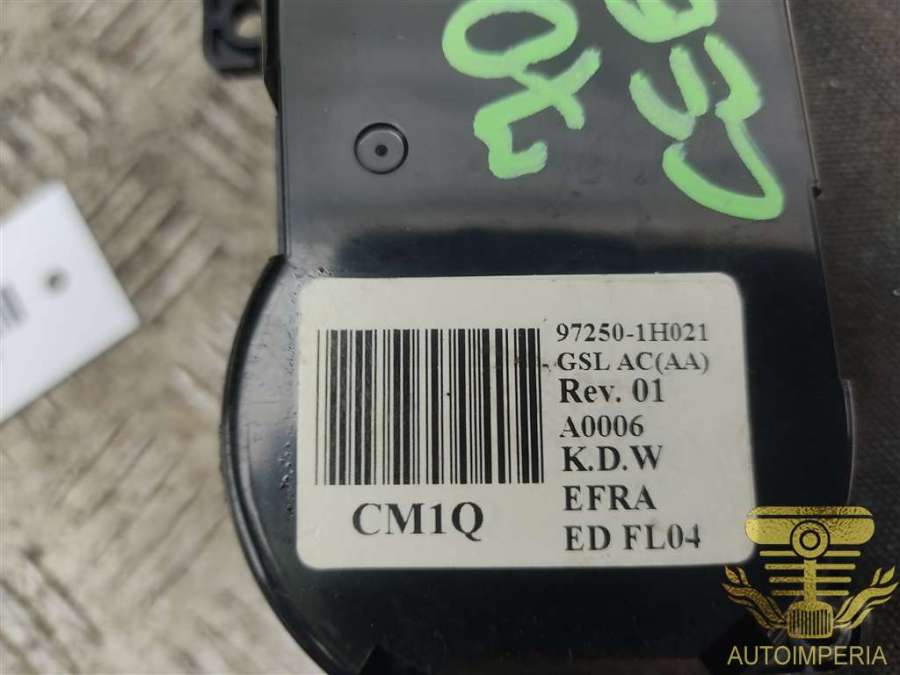 97250-1H021
GSL AC(AA)
Rev. 01
A0006
K.D.W
EFRA
ED FL04
CM1Q
AUTOIMPERIA